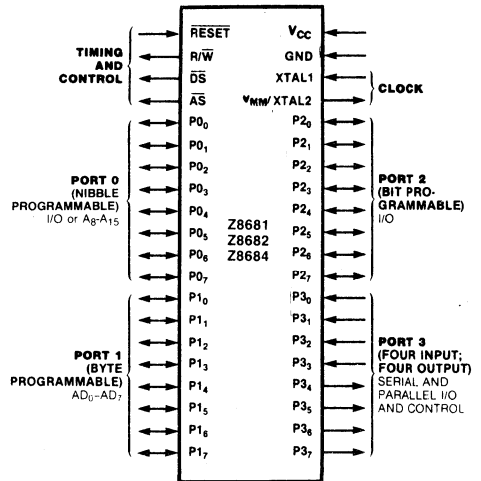 TIMING
AND
CONTROL
PORT 0
(NIBBLE
PROGRAMMABLE)
I/O or A₈-A₁₅
PORT 1
(BYTE
PROGRAMMABLE)
AD₀-AD₇
RESET
R/W
DS
AS
P0₀
P0₁
P0₂
P0₃
P0₄
P0₅
P0₆
P0₇
P1₀
P1₁
P1₂
P1₃
P1₄
P1₅
P1₆
P1₇
Z8681
Z8682
Z8684
VCC
GND
XTAL1
VMM/XTAL2
P2₀
P2₁
P2₂
P2₃
P2₄
P2₅
P2₆
P2₇
P3₀
P3₁
P3₂
P3₃
P3₄
P3₅
P3₆
P3₇
CLOCK
PORT 2
(BIT PRO-
GRAMMABLE)
I/O
PORT 3
(FOUR INPUT;
FOUR OUTPUT)
SERIAL AND
PARALLEL I/O
AND CONTROL